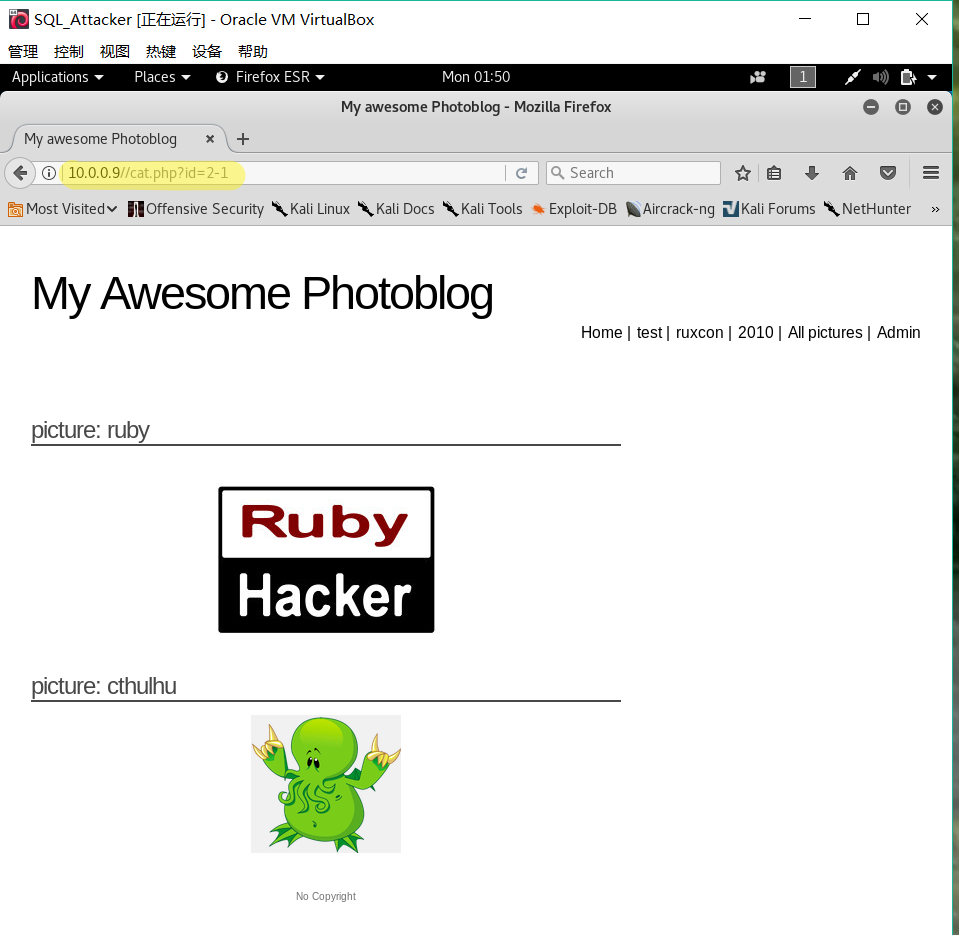 SQL_Attacker [正在运行] - Oracle VM VirtualBox
管理 控制 视图 热键 设备 帮助
Applications Places Firefox ESR Mon 01:50 1
My awesome Photoblog - Mozilla Firefox
My awesome Photoblog
10.0.0.9//cat.php?id=2-1 Search
Most Visited Offensive Security Kali Linux Kali Docs Kali Tools Exploit-DB Aircrack-ng Kali Forums NetHunter »
My Awesome Photoblog
Home | test | ruxcon | 2010 | All pictures | Admin
picture: ruby
Ruby
Hacker
picture: cthulhu
No Copyright